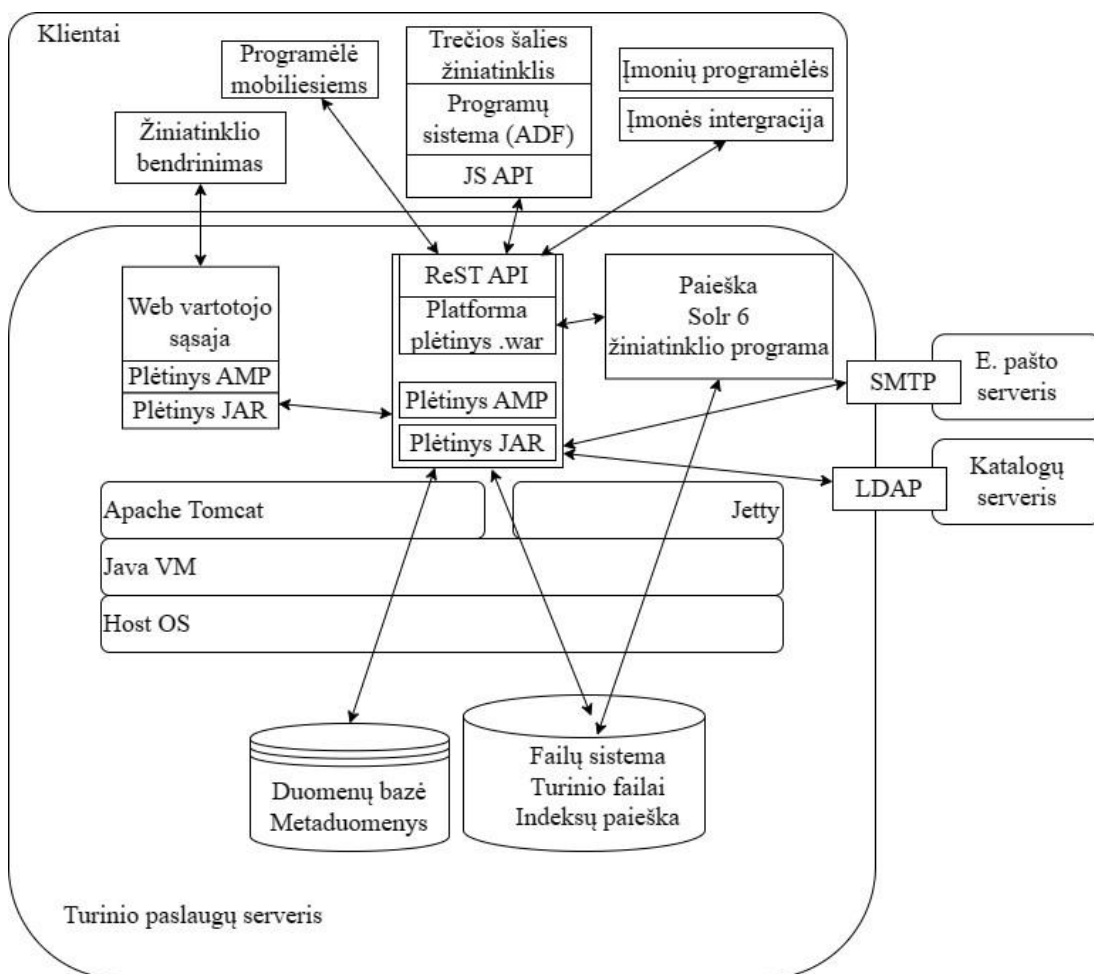 Klientai
Programėlė
mobiliesiems
Trečios šalies
žiniatinklis
Programų
sistema (ADF)
JS API
Įmonių programėlės
Įmonės intergracija
Žiniatinklio
bendrinimas
Web vartotojo
sąsaja
Plėtinys AMP
Plėtinys JAR
ReST API
Platforma
plėtinys .war
Plėtinys AMP
Plėtinys JAR
Paieška
Solr 6
žiniatinklio programa
SMTP
E. pašto
serveris
LDAP
Katalogų
serveris
Apache Tomcat
Jetty
Java VM
Host OS
Duomenų bazė
Metaduomenys
Failų sistema
Turinio failai
Indeksų paieška
Turinio paslaugų serveris